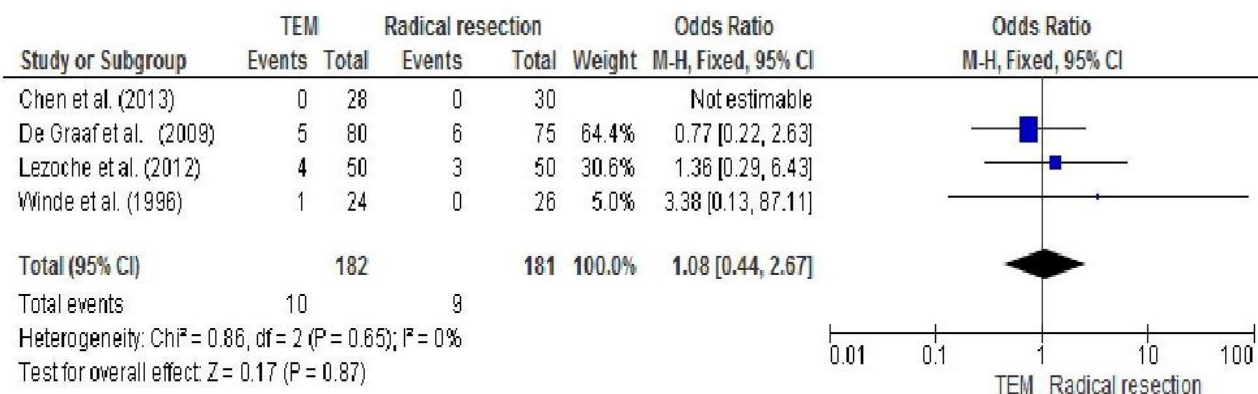 TEM Radical resection Odds Ratio Odds Ratio
Study or Subgroup Events Total Events Total Weight M-H, Fixed, 95% CI M-H, Fixed, 95% CI
Chen et al. (2013) 0 28 0 30 Not estimable
De Graaf et al. (2009) 5 80 6 75 64.4% 0.77 [0.22, 2.63]
Lezoche et al. (2012) 4 50 3 50 30.6% 1.36 [0.29, 6.43]
Winde et al. (1996) 1 24 0 26 5.0% 3.38 [0.13, 87.11]
Total (95% CI) 182 181 100.0% 1.08 [0.44, 2.67]
Total events 10 9
Heterogeneity: Chi² = 0.86, df = 2 (P = 0.65); I² = 0%
Test for overall effect: Z = 0.17 (P = 0.87)
0.01 0.1 1 10 100
TEM Radical resection